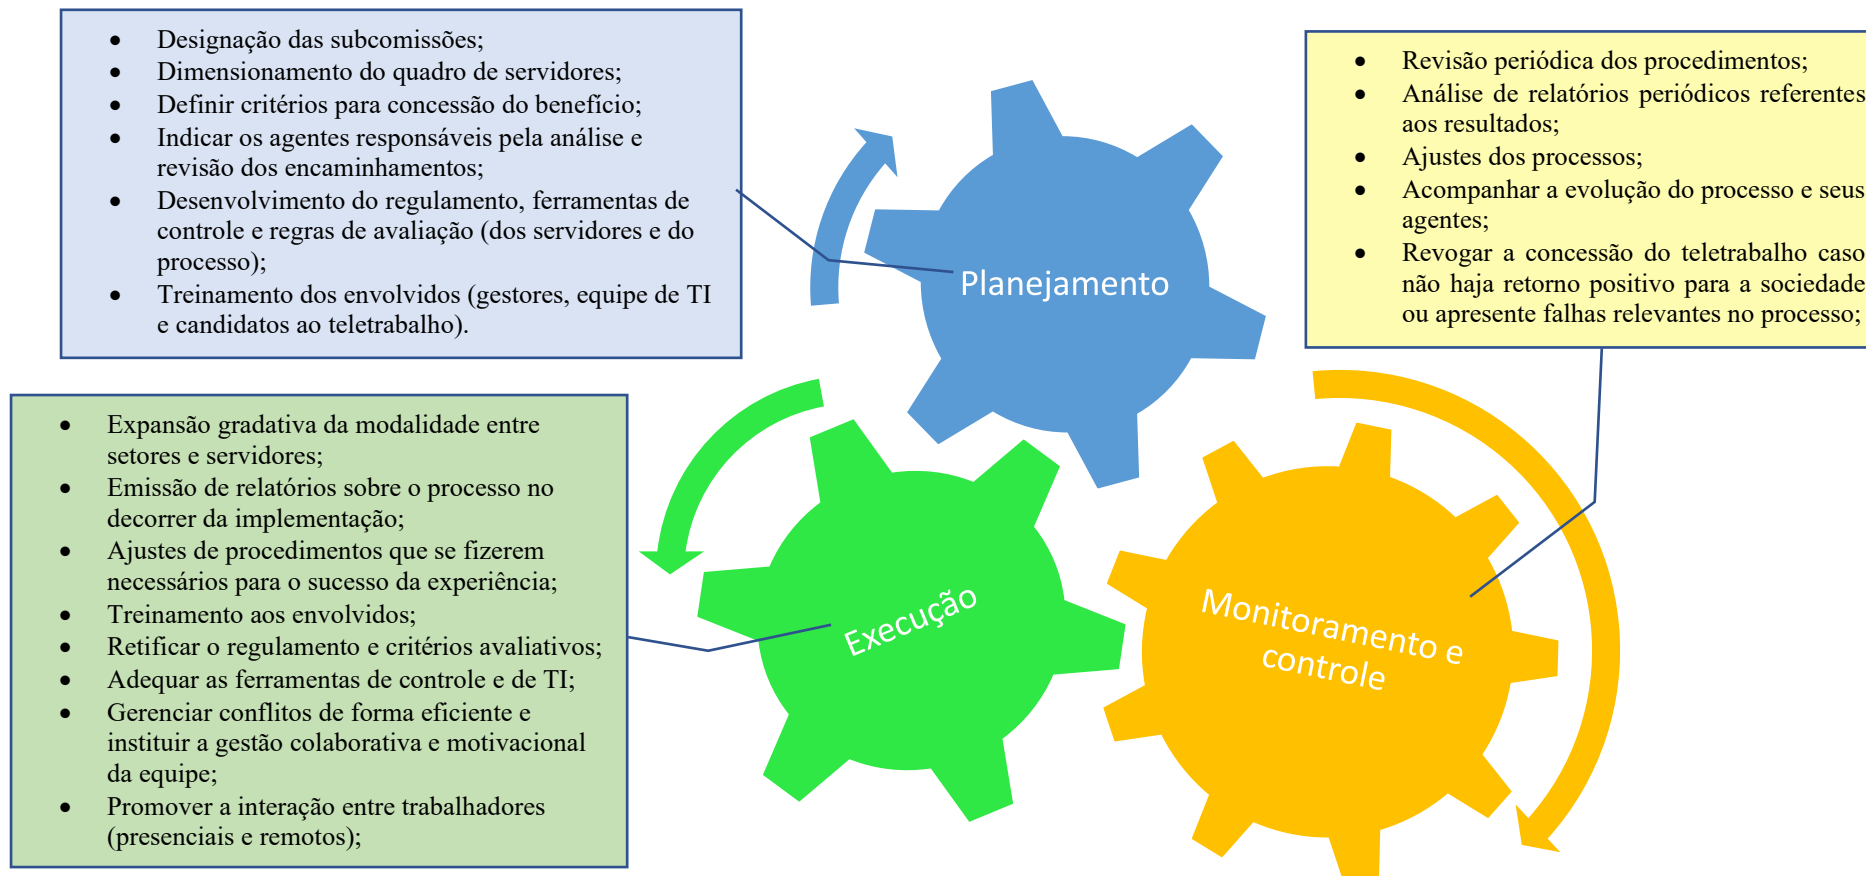 • Designação das subcomissões;
• Dimensionamento do quadro de servidores;
• Definir critérios para concessão do benefício;
• Indicar os agentes responsáveis pela análise e
revisão dos encaminhamentos;
• Desenvolvimento do regulamento, ferramentas de
controle e regras de avaliação (dos servidores e do
processo);
• Treinamento dos envolvidos (gestores, equipe de TI
e candidatos ao teletrabalho).
Planejamento
• Revisão periódica dos procedimentos;
• Análise de relatórios periódicos referentes
aos resultados;
• Ajustes dos processos;
• Acompanhar a evolução do processo e seus
agentes;
• Revogar a concessão do teletrabalho caso
não haja retorno positivo para a sociedade
ou apresente falhas relevantes no processo;
• Expansão gradativa da modalidade entre
setores e servidores;
• Emissão de relatórios sobre o processo no
decorrer da implementação;
• Ajustes de procedimentos que se fizerem
necessários para o sucesso da experiência;
• Treinamento aos envolvidos;
• Retificar o regulamento e critérios avaliativos;
• Adequar as ferramentas de controle e de TI;
• Gerenciar conflitos de forma eficiente e
instituir a gestão colaborativa e motivacional
da equipe;
• Promover a interação entre trabalhadores
(presenciais e remotos);
Execução
Monitoramento e
controle